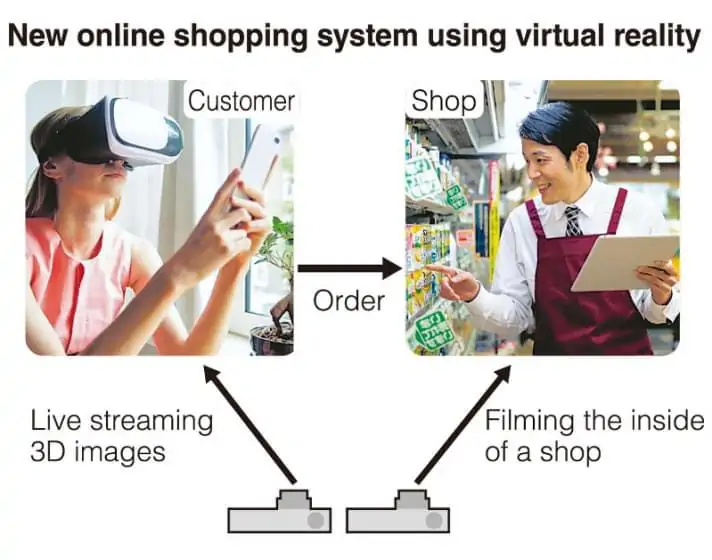 New online shopping system using virtual reality
Customer
Shop
Order
Live streaming
3D images
Filming the inside
of a shop